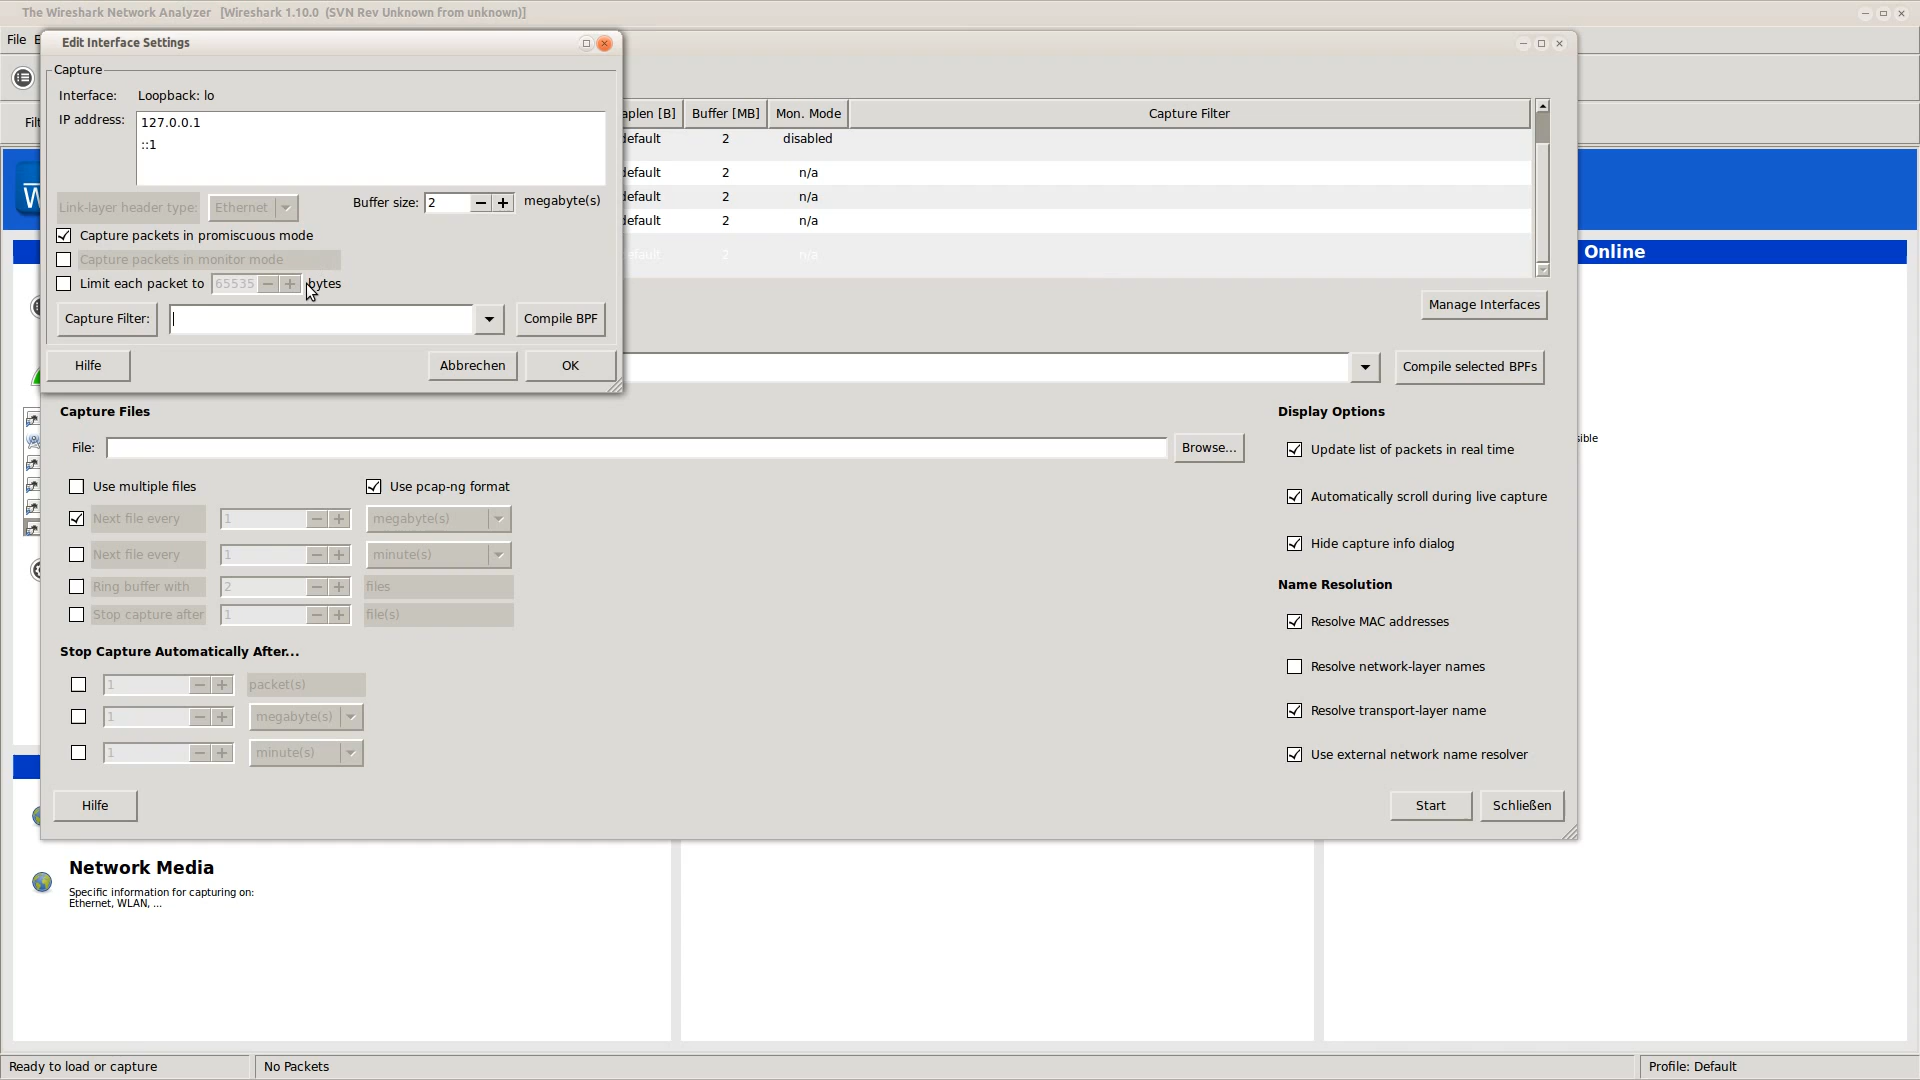 The Wireshark Network Analyzer [Wireshark 1.10.0 (SVN Rev Unknown from unknown)]
File
Edit Interface Settings
Capture
Interface: Loopback: lo
IP address: 127.0.0.1
::1
Link-layer header type: Ethernet
Buffer size: 2 megabyte(s)
Capture packets in promiscuous mode
Capture packets in monitor mode
Limit each packet to 65535 bytes
Capture Filter: Compile BPF
Hilfe Abbrechen OK
aplen [B] Buffer [MB] Mon. Mode Capture Filter
default 2 disabled
default 2 n/a
default 2 n/a
default 2 n/a
default 2 n/a
Manage Interfaces
Compile selected BPFs
Online
sible
Capture Files
File: Browse...
Use multiple files Use pcap-ng format
Next file every 1 megabyte(s)
Next file every 1 minute(s)
Ring buffer with 2 files
Stop capture after 1 file(s)
Stop Capture Automatically After...
1 packet(s)
1 megabyte(s)
1 minute(s)
Display Options
Update list of packets in real time
Automatically scroll during live capture
Hide capture info dialog
Name Resolution
Resolve MAC addresses
Resolve network-layer names
Resolve transport-layer name
Use external network name resolver
Hilfe Start Schließen
Network Media
Specific information for capturing on:
Ethernet, WLAN, ...
Ready to load or capture No Packets Profile: Default